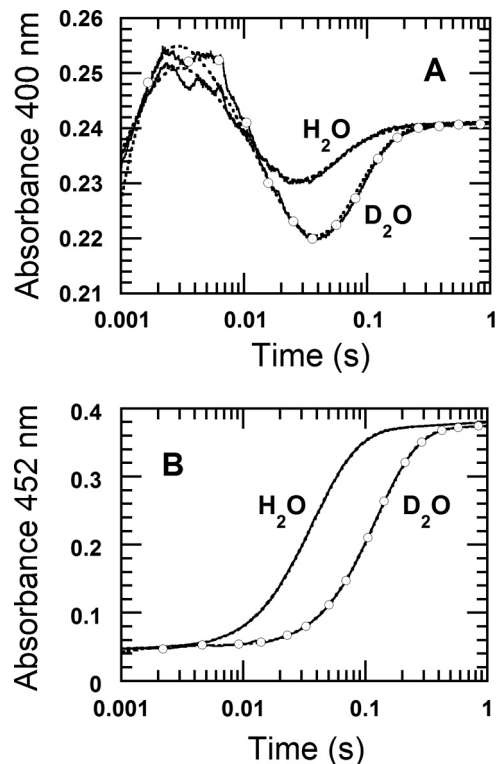 0.26
A
0.25
0.24
H₂O
0.23
0.22
D₂O
0.21
Absorbance 400 nm
0.001
0.01
0.1
1
Time (s)
0.4
B
0.3
H₂O
D₂O
0.2
0.1
0
Absorbance 452 nm
0.001
0.01
0.1
1
Time (s)